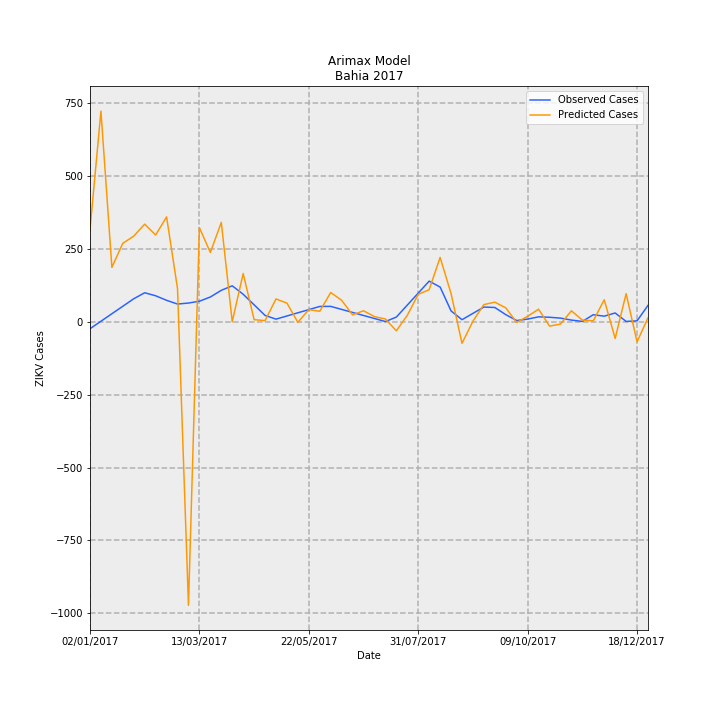 Arimax Model
Bahia 2017
Observed Cases
Predicted Cases
750
500
250
0
−250
−500
−750
−1000
ZIKV Cases
02/01/2017 13/03/2017 22/05/2017 31/07/2017 09/10/2017 18/12/2017
Date